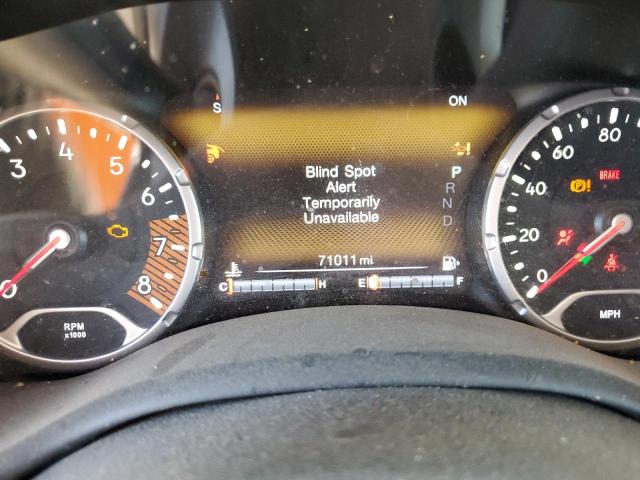 S
ON
Blind Spot
Alert
Temporarily
Unavailable
P
R
N
D
71011 mi
C H
E F
3 4 5 6 7 8
0
RPM
x1000
0 20 40 60 80
BRAKE
(P)!
MPH